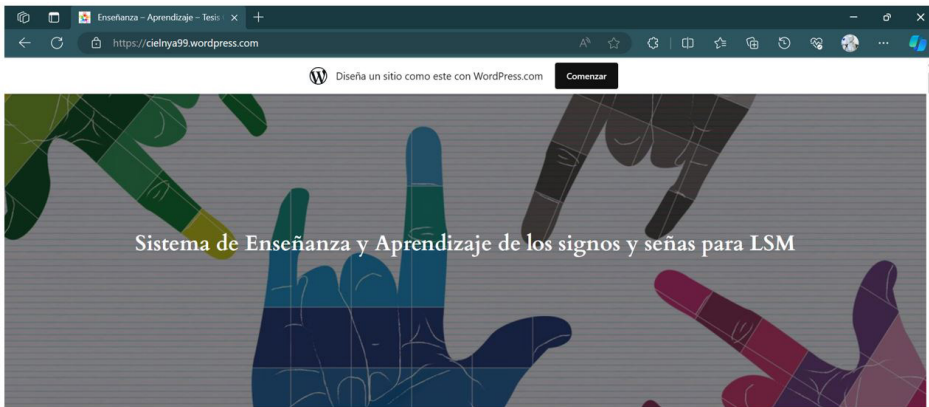 Enseñanza – Aprendizaje – Tesis
https://cielnya99.wordpress.com
Diseña un sitio como este con WordPress.com
Comenzar
Sistema de Enseñanza y Aprendizaje de los signos y señas para LSM